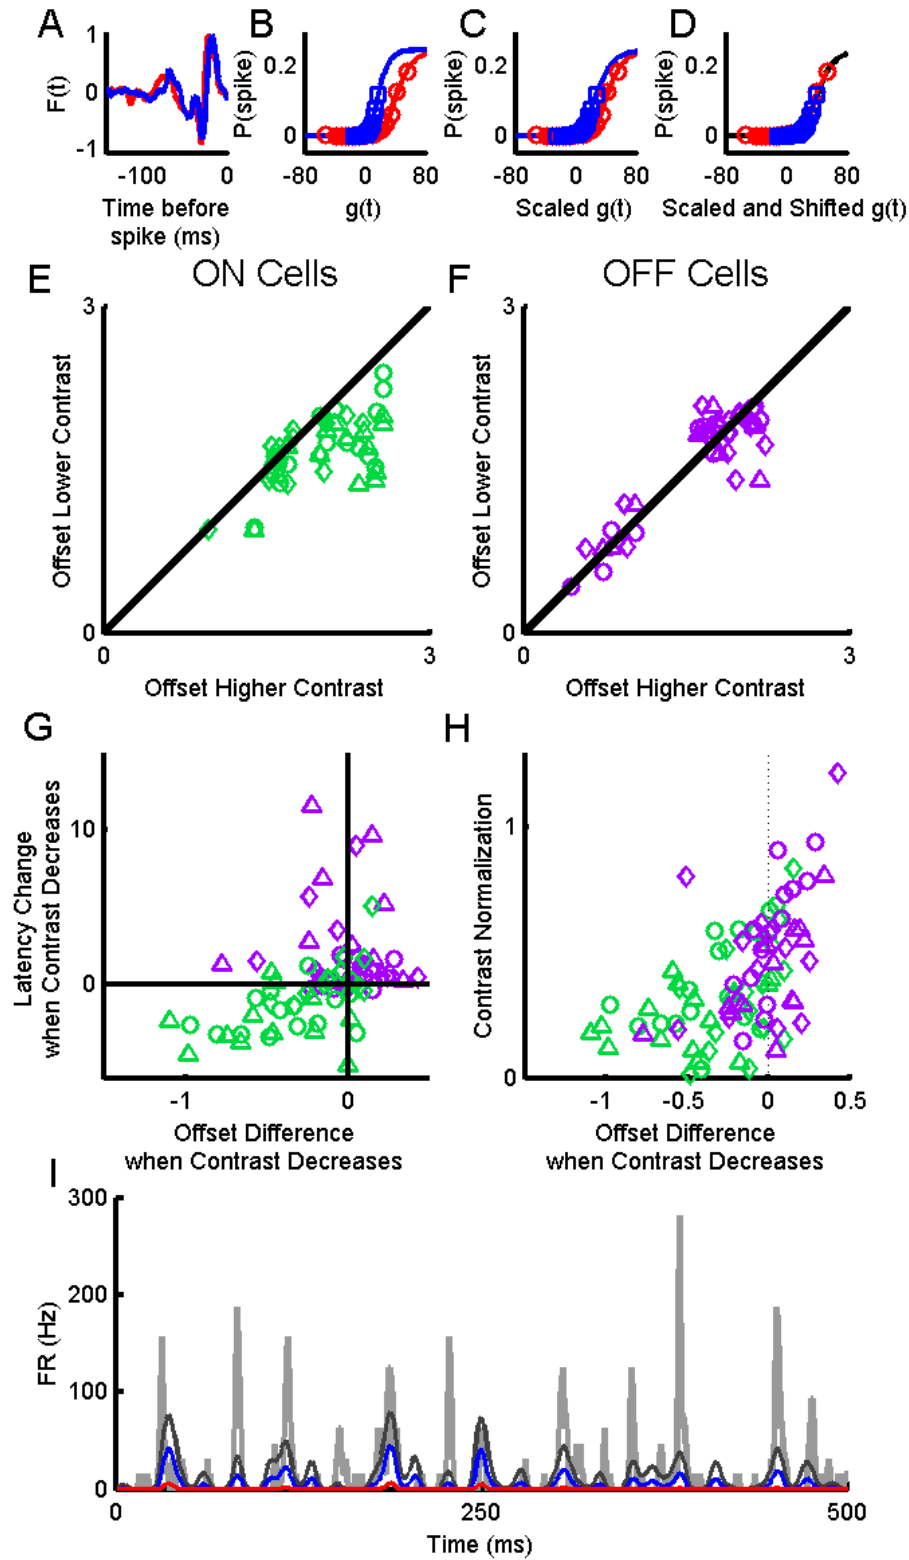 A
B
C
D
F(t)
1
0
-1
-100
0
Time before
spike (ms)
P(spike)
0.2
0
-80
0
80
g(t)
P(spike)
0.2
0
-80
0
80
Scaled g(t)
P(spike)
0.2
0
-80
0
80
Scaled and Shifted g(t)
E
ON Cells
Offset Lower Contrast
3
0
0
3
Offset Higher Contrast
F
OFF Cells
Offset Lower Contrast
3
0
0
3
Offset Higher Contrast
G
Latency Change
when Contrast Decreases
10
0
-1
0
Offset Difference
when Contrast Decreases
H
Contrast Normalization
1
0
-1
-0.5
0
0.5
Offset Difference
when Contrast Decreases
I
FR (Hz)
300
200
100
0
0
250
500
Time (ms)